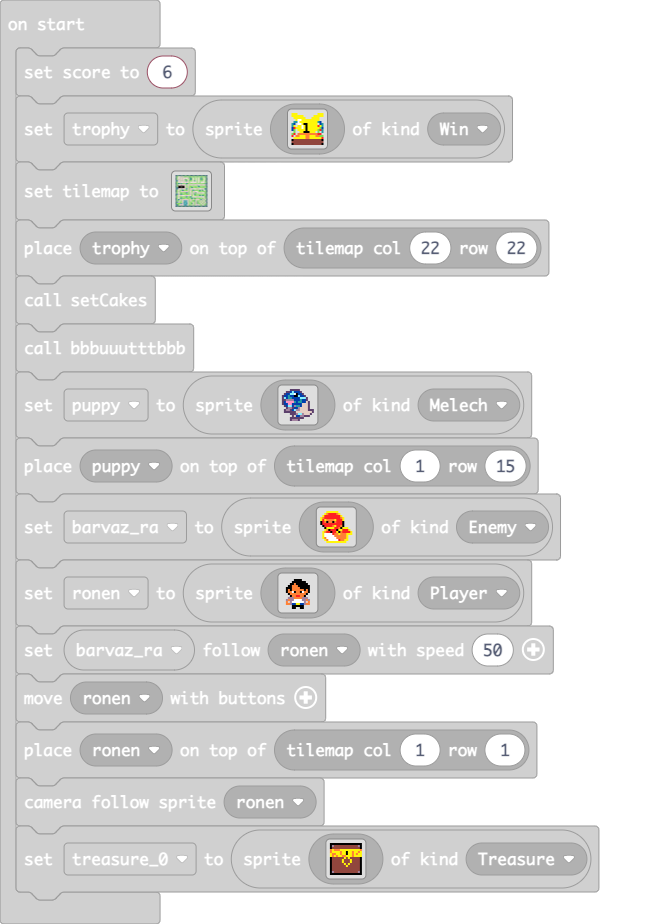 on start
set score to 6
set trophy to sprite 1 of kind Win
set tilemap to
place trophy on top of tilemap col 22 row 22
call setCakes
call bbbuuutttbbb
set puppy to sprite of kind Melech
place puppy on top of tilemap col 1 row 15
set barvaz_ra to sprite of kind Enemy
set ronen to sprite of kind Player
set barvaz_ra follow ronen with speed 50
move ronen with buttons
place ronen on top of tilemap col 1 row 1
camera follow sprite ronen
set treasure_0 to sprite of kind Treasure